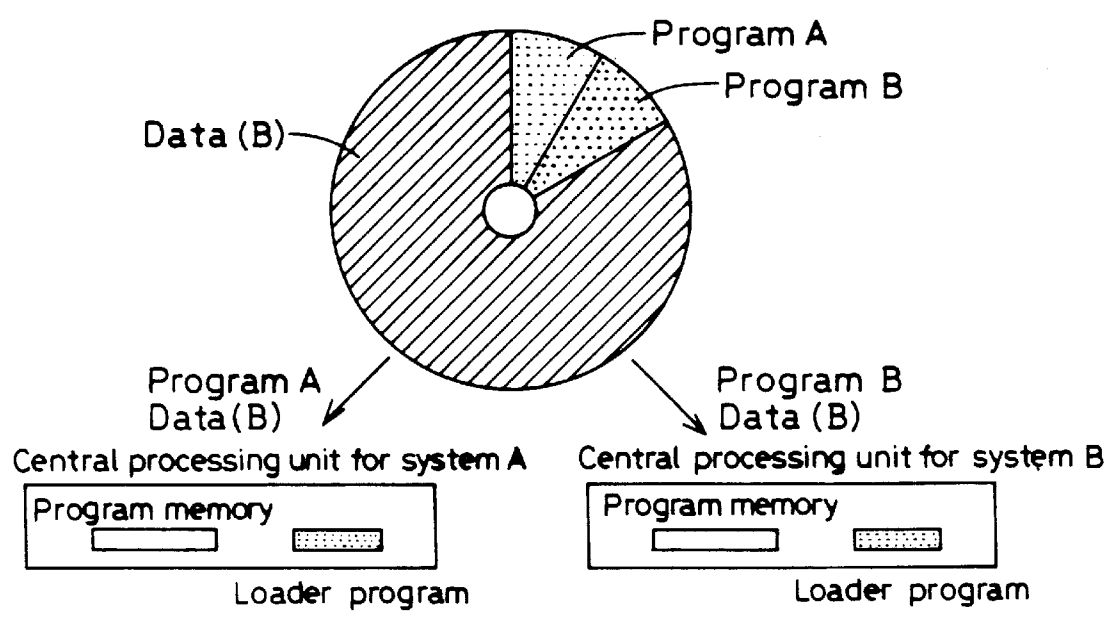 Program A
Program B
Data (B)
Program A
Data (B)
Program B
Data (B)
Central processing unit for system A
Central processing unit for system B
Program memory
Program memory
Loader program
Loader program